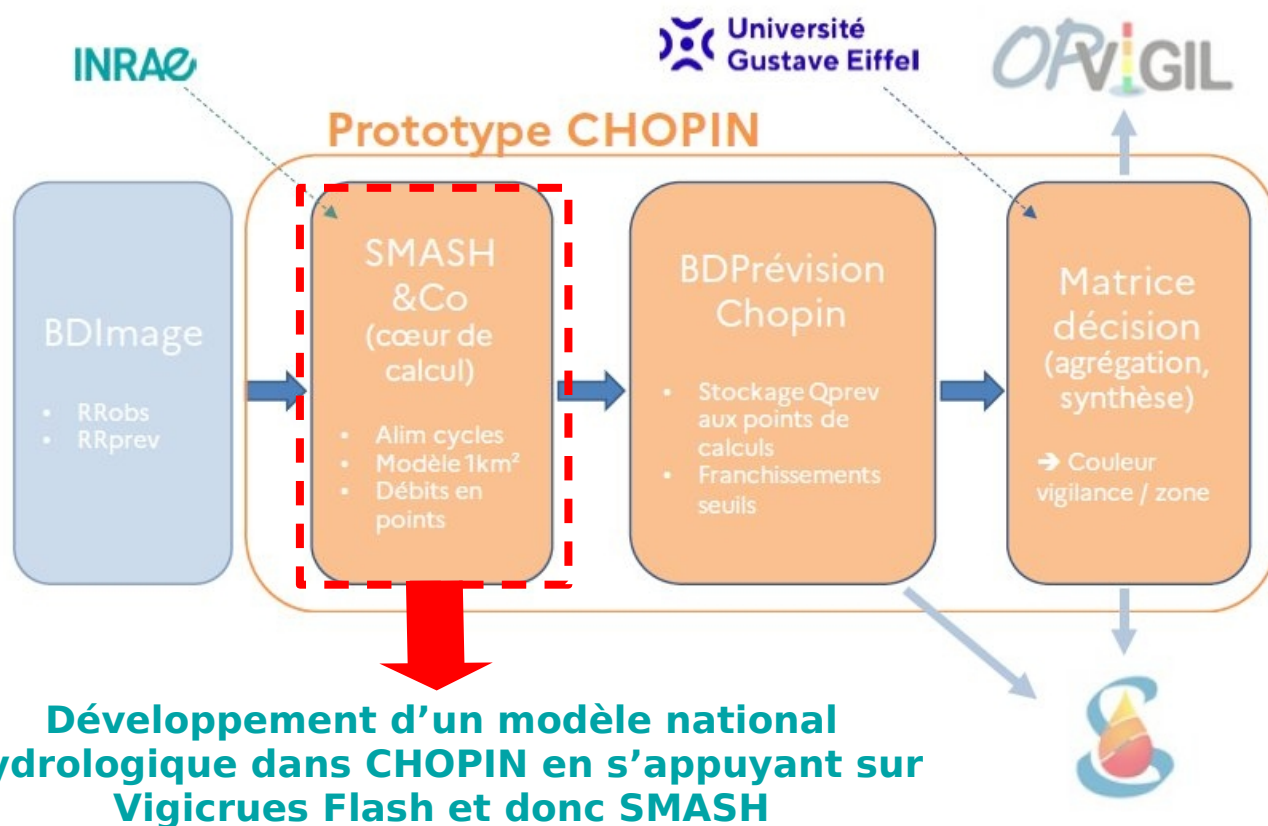 INRAE
Université
Gustave Eiffel
OPVIGIL
Prototype CHOPIN
BDImage
• RRobs
• RRprev
SMASH
&Co
(cœur de
calcul)
• Alim cycles
• Modèle 1km²
• Débits en
points
BDPrévision
Chopin
• Stockage Qprev
aux points de
calculs
• Franchissements
seuils
Matrice
décision
(agrégation,
synthèse)
➔ Couleur
vigilance / zone
Développement d’un modèle national
ydrologique dans CHOPIN en s’appuyant sur
Vigicrues Flash et donc SMASH